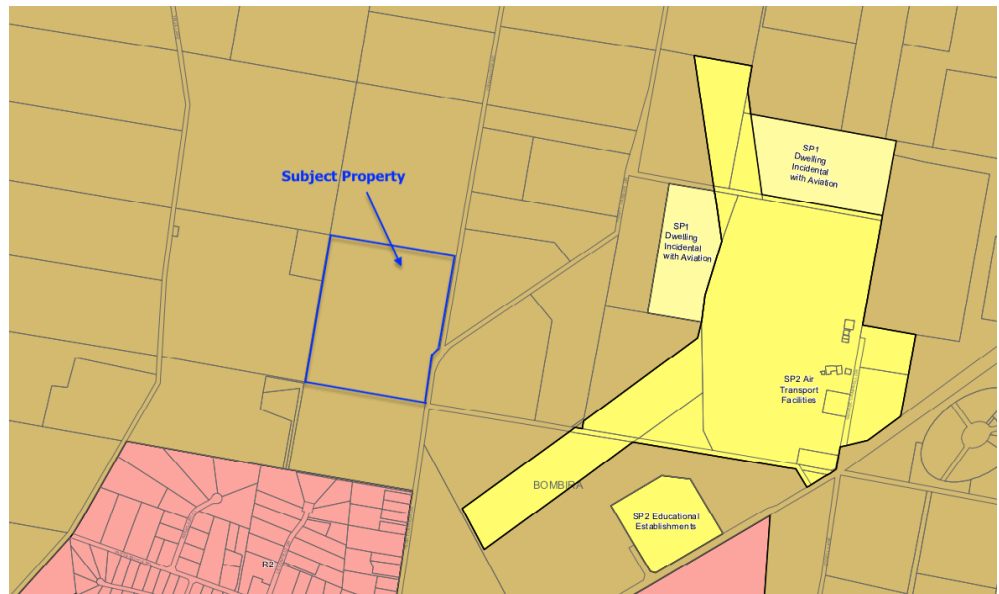 SP1
Dwelling
Incidental
with Aviation
Subject Property
SP1
Dwelling
Incidental
with Aviation
SP2 Air
Transport
Facilities
BOMBIRA
SP2 Educational
Establishments
R2